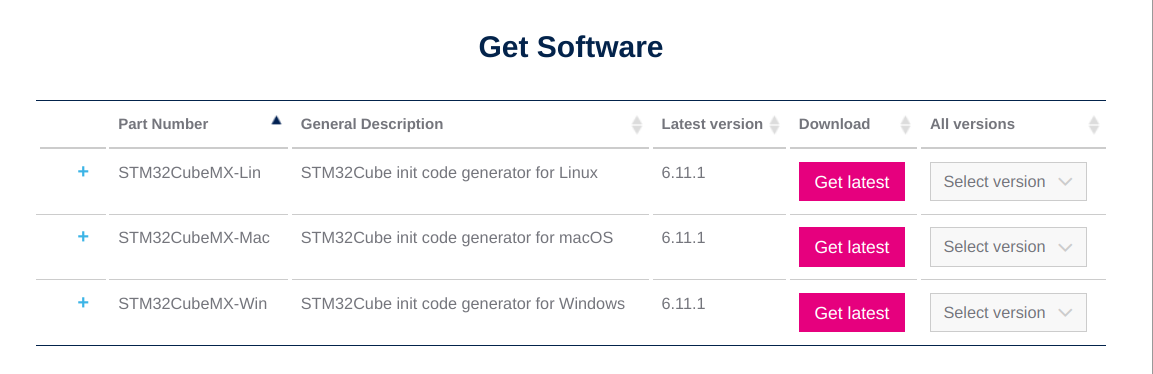 Get Software
Part Number General Description Latest version Download All versions
+ STM32CubeMX-Lin STM32Cube init code generator for Linux 6.11.1 Get latest Select version
+ STM32CubeMX-Mac STM32Cube init code generator for macOS 6.11.1 Get latest Select version
+ STM32CubeMX-Win STM32Cube init code generator for Windows 6.11.1 Get latest Select version